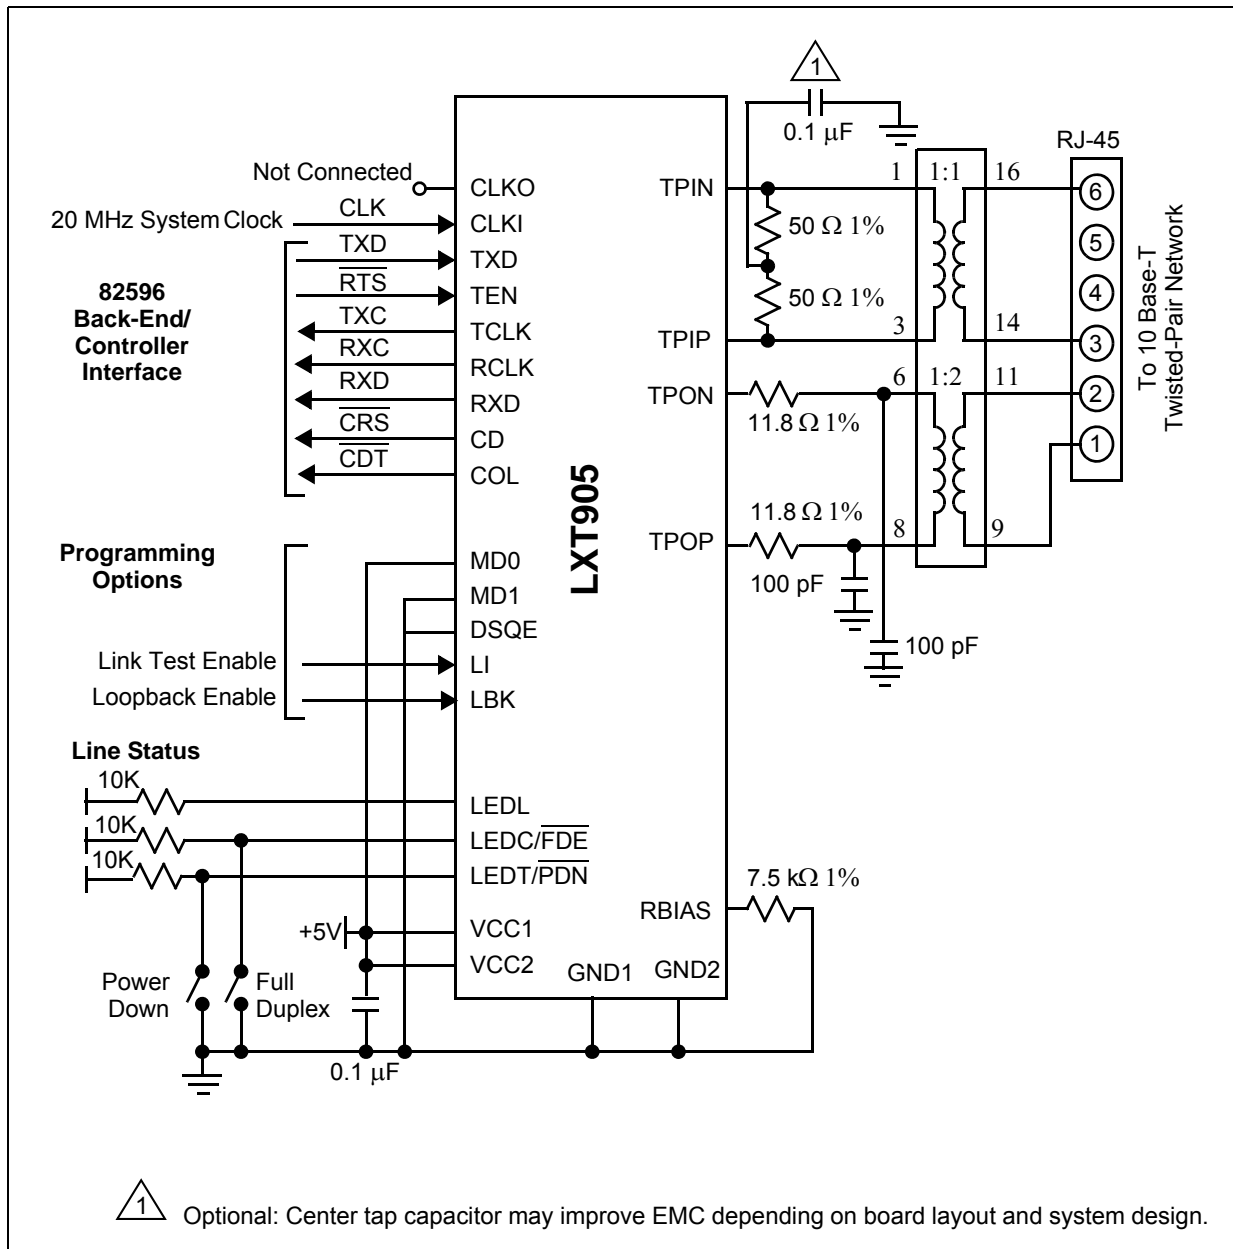 1
0.1 µF
RJ-45
Not Connected
CLKO
TPIN
1
1:1
16
6
20 MHz System Clock
CLK
CLKI
50 Ω 1%
5
TXD
TXD
82596
Back-End/
Controller
Interface
RTS
TEN
50 Ω 1%
4
TXC
TCLK
TPIP
3
14
3
RXC
RCLK
RXD
RXD
TPON
11.8 Ω 1%
6
1:2
11
2
CRS
CD
CDT
COL
1
To 10 Base-T
Twisted-Pair Network
LXT905
11.8 Ω 1%
TPOP
8
9
100 pF
100 pF
Programming
Options
MD0
MD1
DSQE
Link Test Enable
LI
Loopback Enable
LBK
Line Status
10K
LEDL
10K
LEDC/FDE
10K
LEDT/PDN
7.5 kΩ 1%
RBIAS
+5V
VCC1
VCC2
GND1
GND2
Power
Down
Full
Duplex
0.1 µF
1
Optional: Center tap capacitor may improve EMC depending on board layout and system design.